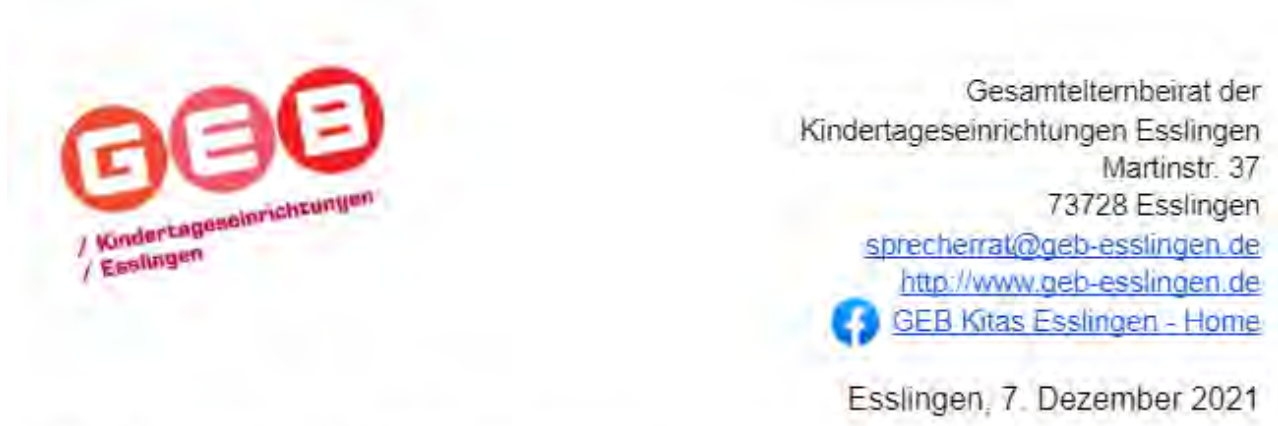 GEB
/ Kindertageseinrichtungen
/ Esslingen
Gesamtelternbeirat der
Kindertageseinrichtungen Esslingen
Martinstr. 37
73728 Esslingen
sprecherrat@geb-esslingen.de
http://www.geb-esslingen.de
GEB Kitas Esslingen - Home
Esslingen, 7. Dezember 2021